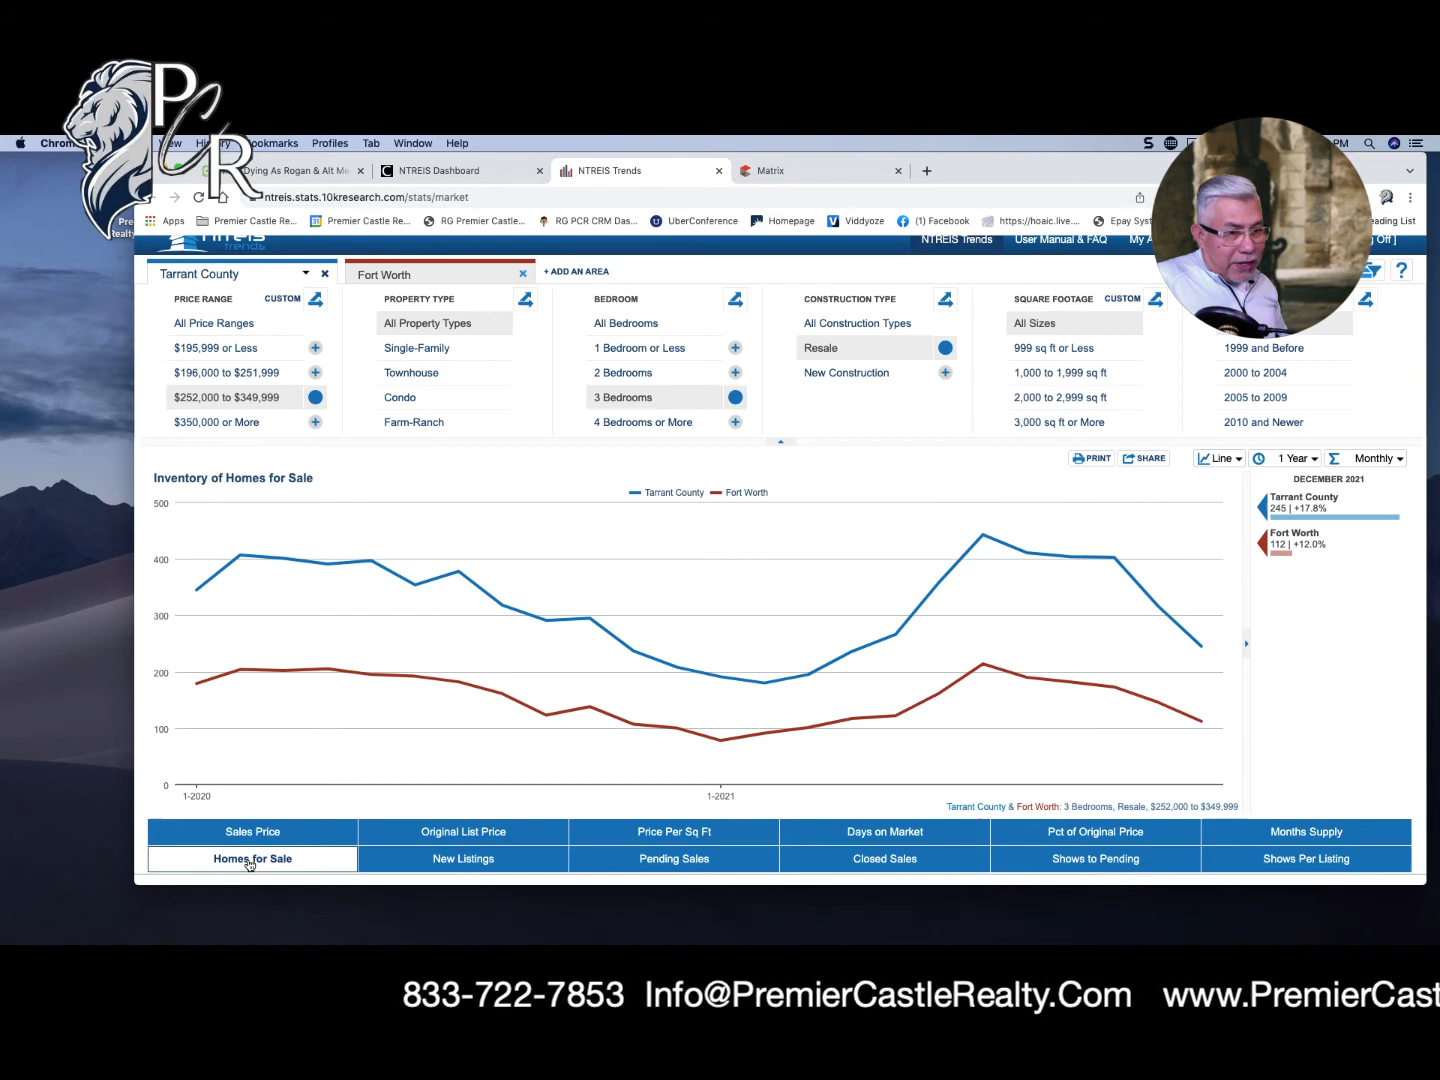 PCR
View Bookmarks Profiles Tab Window Help PM
Dying As Rogan & Alt Me NTREIS Dashboard NTREIS Trends Matrix
ntreis.stats.10kresearch.com/stats/market
Apps Premier Castle Re... Premier Castle Re... RG Premier Castle... RG PCR CRM Das... UberConference Homepage Viddyoze (1) Facebook https://hoaic.live.... Epay Sys eading List
NTREIS Trends User Manual & FAQ My A Off ]
Tarrant County Fort Worth + ADD AN AREA
PRICE RANGE CUSTOM PROPERTY TYPE BEDROOM CONSTRUCTION TYPE SQUARE FOOTAGE CUSTOM
All Price Ranges All Property Types All Bedrooms All Construction Types All Sizes
$195,999 or Less Single-Family 1 Bedroom or Less Resale 999 sq ft or Less 1999 and Before
$196,000 to $251,999 Townhouse 2 Bedrooms New Construction 1,000 to 1,999 sq ft 2000 to 2004
$252,000 to $349,999 Condo 3 Bedrooms 2,000 to 2,999 sq ft 2005 to 2009
$350,000 or More Farm-Ranch 4 Bedrooms or More 3,000 sq ft or More 2010 and Newer
PRINT SHARE Line 1 Year Monthly
Inventory of Homes for Sale
Tarrant County Fort Worth
DECEMBER 2021
Tarrant County
245 | +17.8%
Fort Worth
112 | +12.0%
500
400
300
200
100
0
1-2020 1-2021
Tarrant County & Fort Worth: 3 Bedrooms, Resale, $252,000 to $349,999
Sales Price Original List Price Price Per Sq Ft Days on Market Pct of Original Price Months Supply
Homes for Sale New Listings Pending Sales Closed Sales Shows to Pending Shows Per Listing
833-722-7853 Info@PremierCastleRealty.Com www.PremierCast